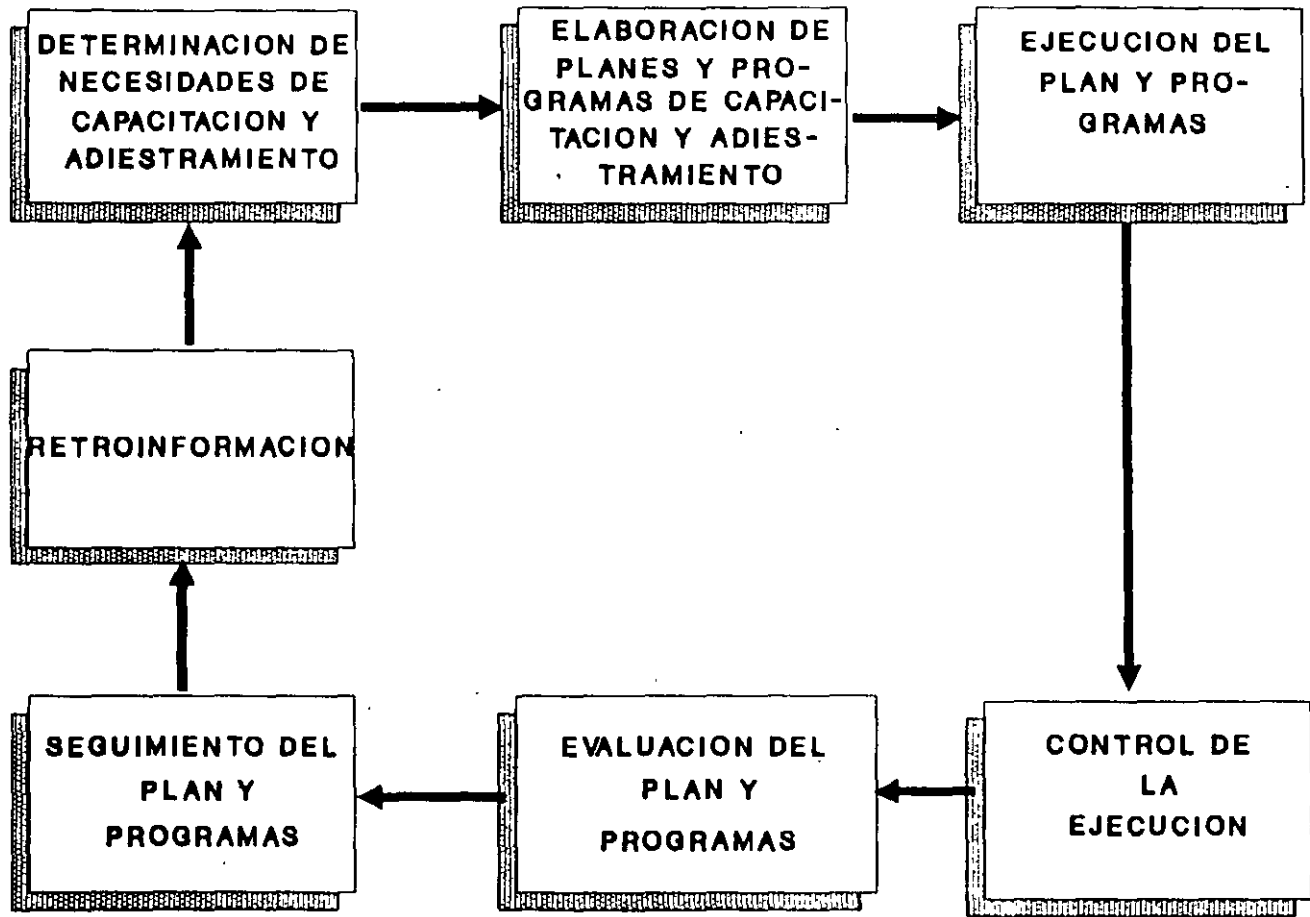 DETERMINACION DE
NECESIDADES DE
CAPACITACION Y
ADIESTRAMIENTO
ELABORACION DE
PLANES Y PRO-
GRAMAS DE CAPACI-
TACION Y ADIES-
TRAMIENTO
EJECUCION DEL
PLAN Y PRO-
GRAMAS
RETROINFORMACION
SEGUIMIENTO DEL
PLAN Y
PROGRAMAS
EVALUACION DEL
PLAN Y
PROGRAMAS
CONTROL DE
LA
EJECUCION